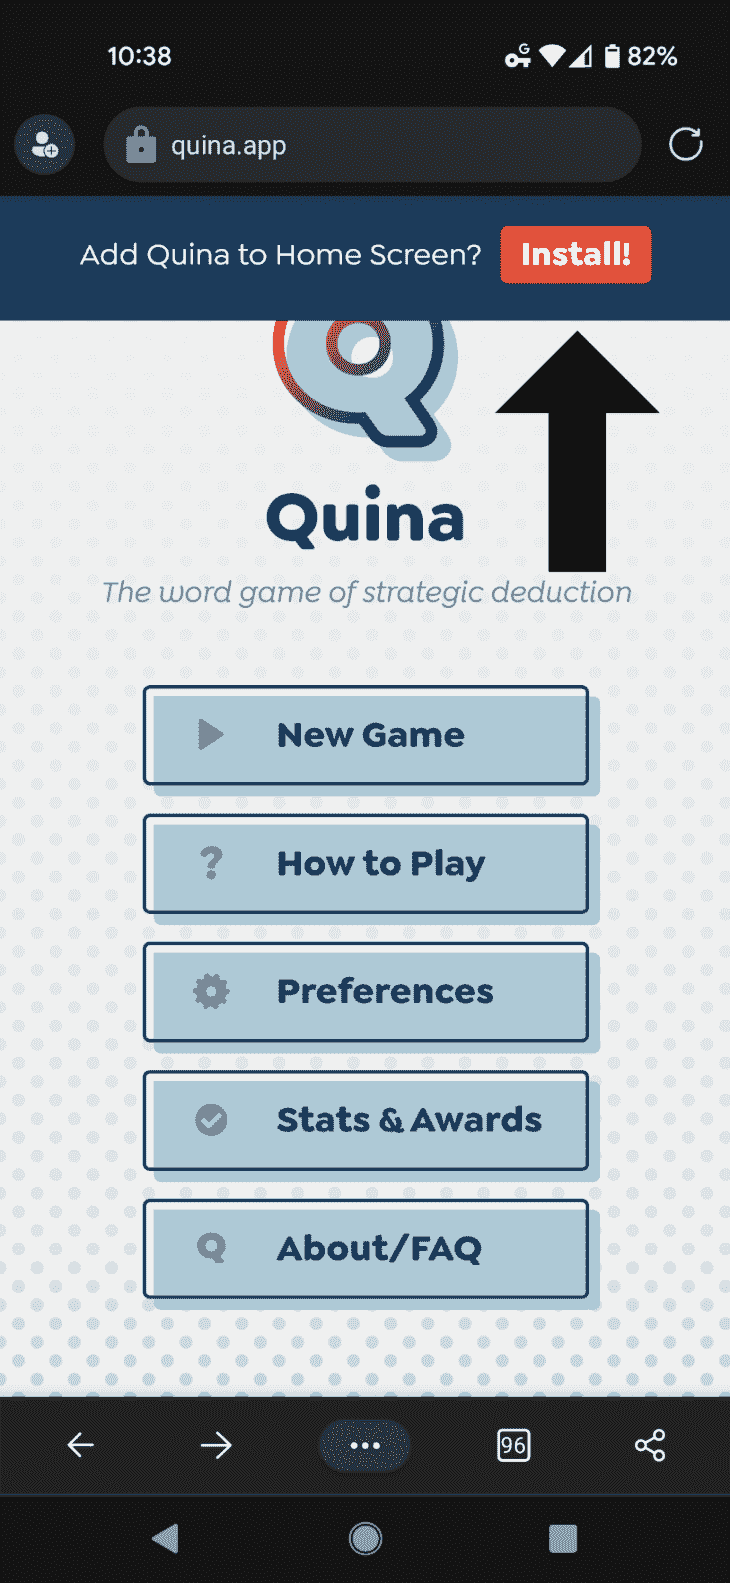 10:38
G
82%
quina.app
Add Quina to Home Screen?
Install!
Q
Quina
The word game of strategic deduction
New Game
? How to Play
Preferences
Stats & Awards
Q About/FAQ
96